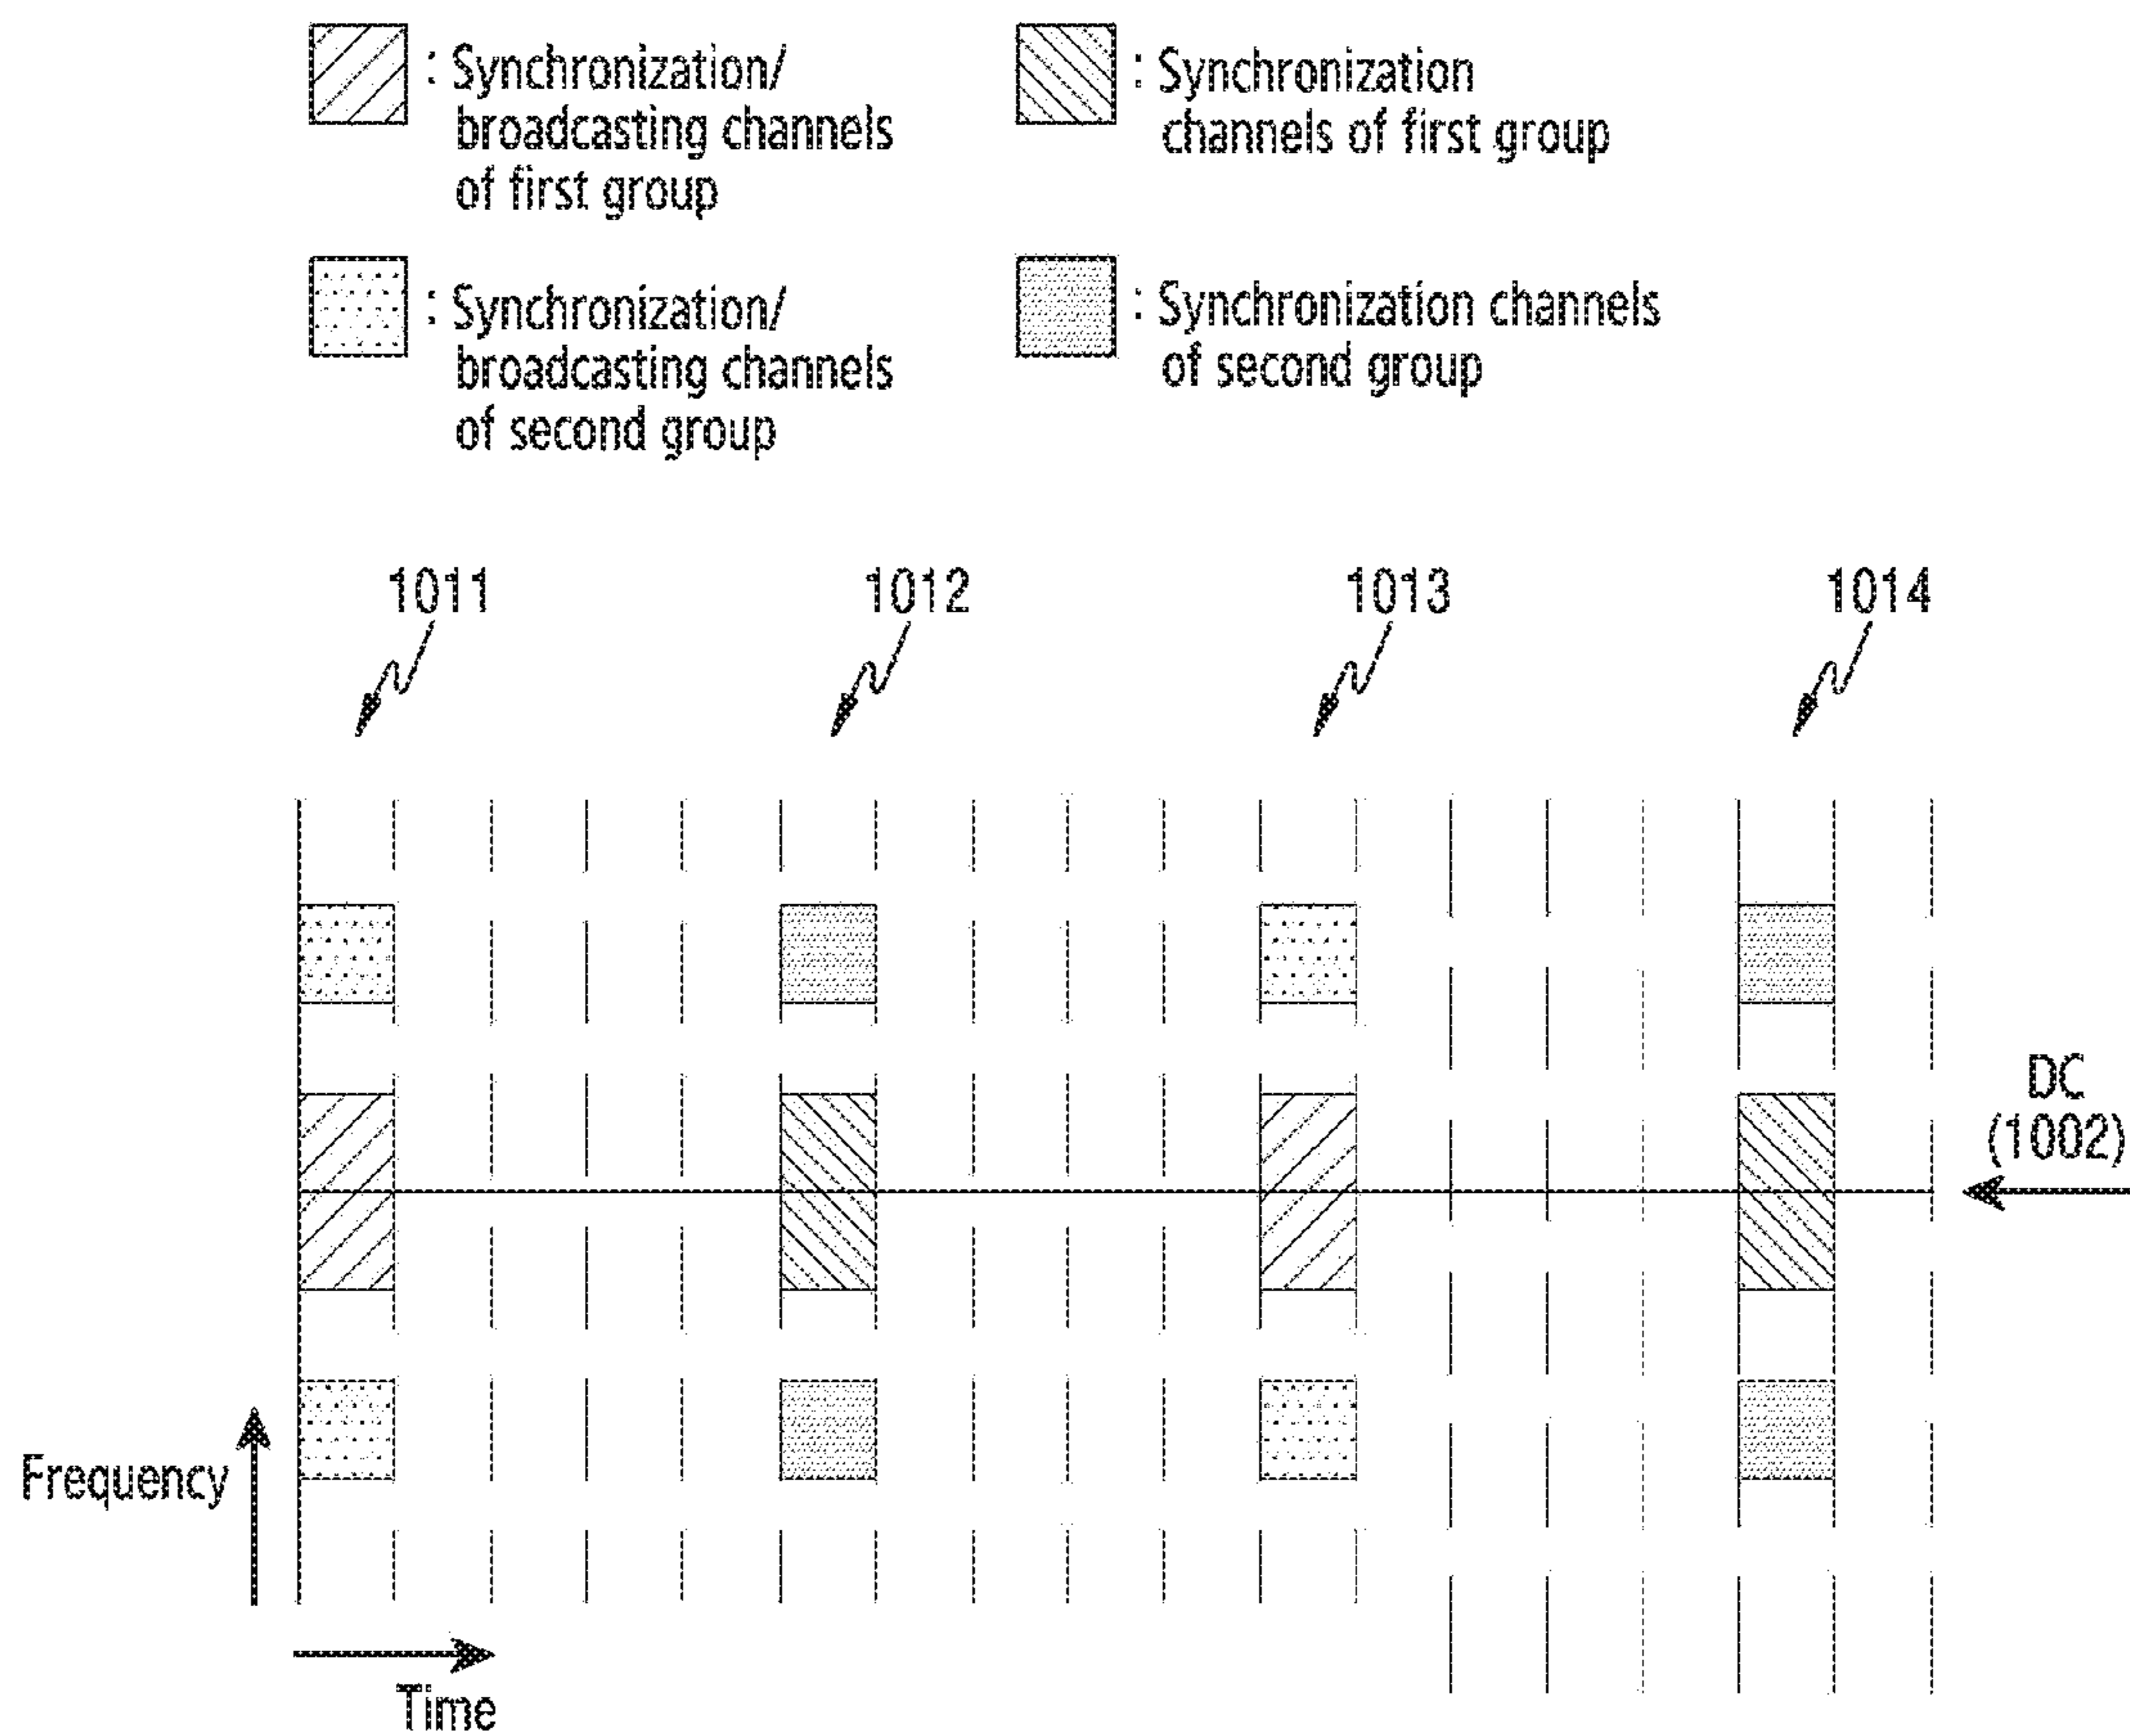 : Synchronization/
broadcasting channels
of first group
: Synchronization
channels of first group
: Synchronization/
broadcasting channels
of second group
: Synchronization channels
of second group
1011
1012
1013
1014
DC
(1002)
Frequency
Time